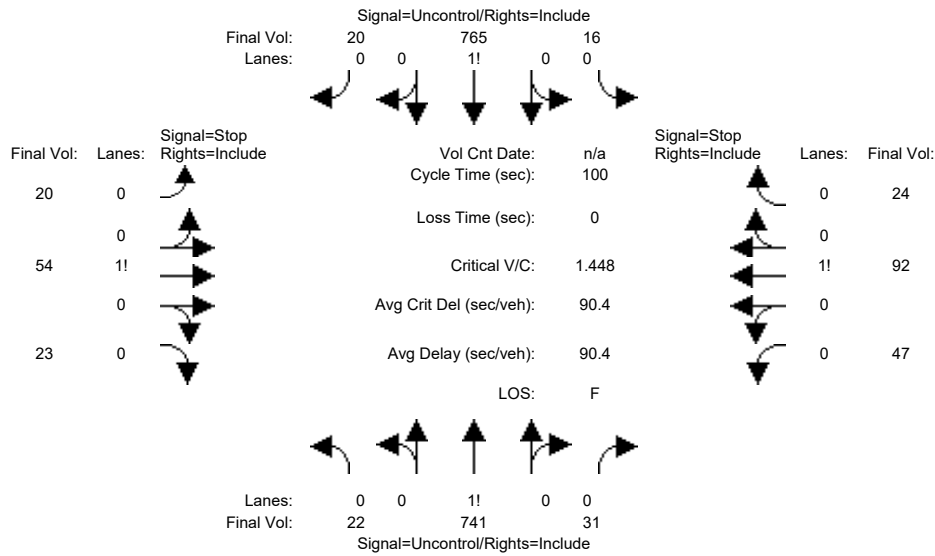 Signal=Uncontrol/Rights=Include
Final Vol: 20 765 16
Lanes: 0 0 1! 0 0
Signal=Stop
Final Vol: Lanes: Rights=Include
Vol Cnt Date: n/a
Signal=Stop
Rights=Include Lanes: Final Vol:
Cycle Time (sec): 100
20 0
0 24
Loss Time (sec): 0
0
0
54 1!
Critical V/C: 1.448
1! 92
0
Avg Crit Del (sec/veh): 90.4
0
23 0
Avg Delay (sec/veh): 90.4
0 47
LOS: F
Lanes: 0 0 1! 0 0
Final Vol: 22 741 31
Signal=Uncontrol/Rights=Include